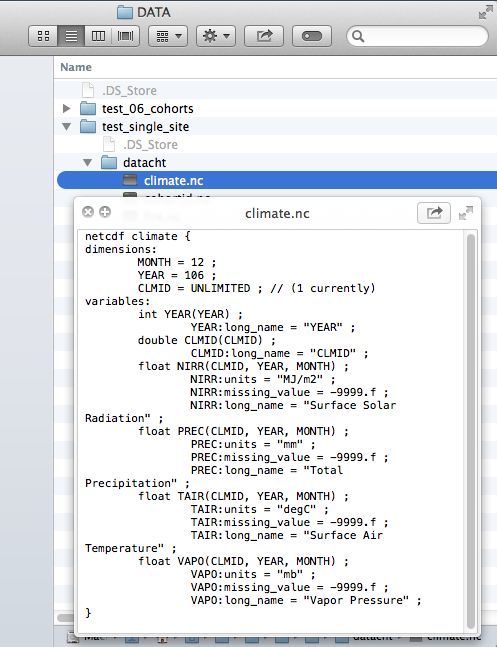 DATA
Name
.DS_Store
test_06_cohorts
test_single_site
.DS_Store
datacht
climate.nc
climate.nc
netcdf climate {
dimensions:
MONTH = 12 ;
YEAR = 106 ;
CLMID = UNLIMITED ; // (1 currently)
variables:
int YEAR(YEAR) ;
YEAR:long_name = "YEAR" ;
double CLMID(CLMID) ;
CLMID:long_name = "CLMID" ;
float NIRR(CLMID, YEAR, MONTH) ;
NIRR:units = "MJ/m2" ;
NIRR:missing_value = -9999.f ;
NIRR:long_name = "Surface Solar
Radiation" ;
float PREC(CLMID, YEAR, MONTH) ;
PREC:units = "mm" ;
PREC:missing_value = -9999.f ;
PREC:long_name = "Total
Precipitation" ;
float TAIR(CLMID, YEAR, MONTH) ;
TAIR:units = "degC" ;
TAIR:missing_value = -9999.f ;
TAIR:long_name = "Surface Air
Temperature" ;
float VAPO(CLMID, YEAR, MONTH) ;
VAPO:units = "mb" ;
VAPO:missing_value = -9999.f ;
VAPO:long_name = "Vapor Pressure" ;
}
datacht climate.nc